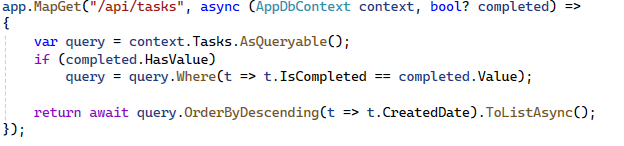 app.MapGet("/api/tasks", async (AppDbContext context, bool? completed) =>
{
    var query = context.Tasks.AsQueryable();
    if (completed.HasValue)
        query = query.Where(t => t.IsCompleted == completed.Value);

    return await query.OrderByDescending(t => t.CreatedDate).ToListAsync();
});